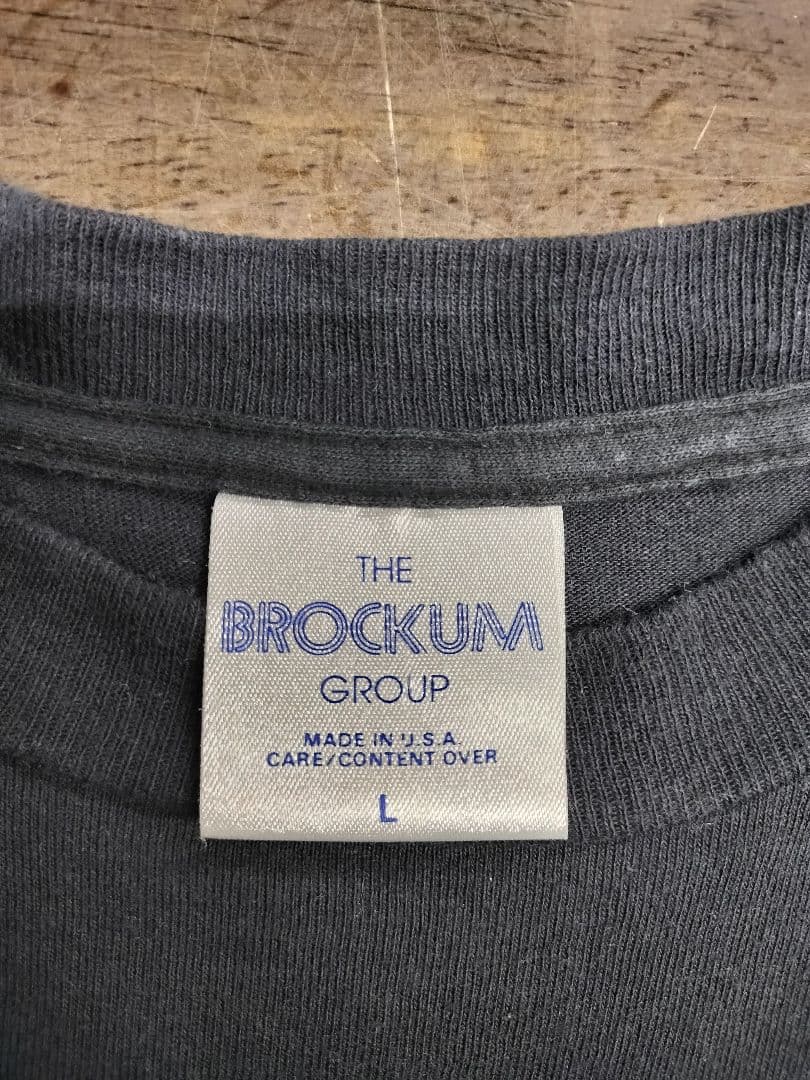 THE
BROCKUM
GROUP
MADE IN U.S.A.
CARE/CONTENT OVER
L